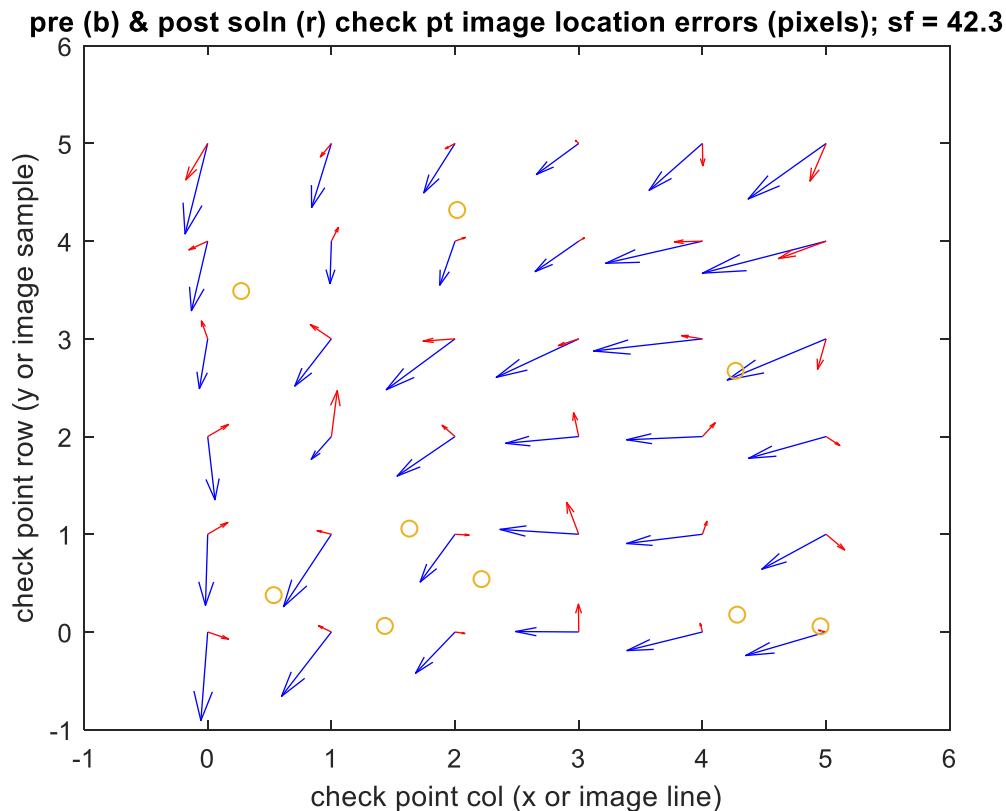 pre (b) & post soln (r) check pt image location errors (pixels); sf = 42.3
6
5
4
3
2
1
0
-1
check point row (y or image sample)
-1 0 1 2 3 4 5 6
check point col (x or image line)